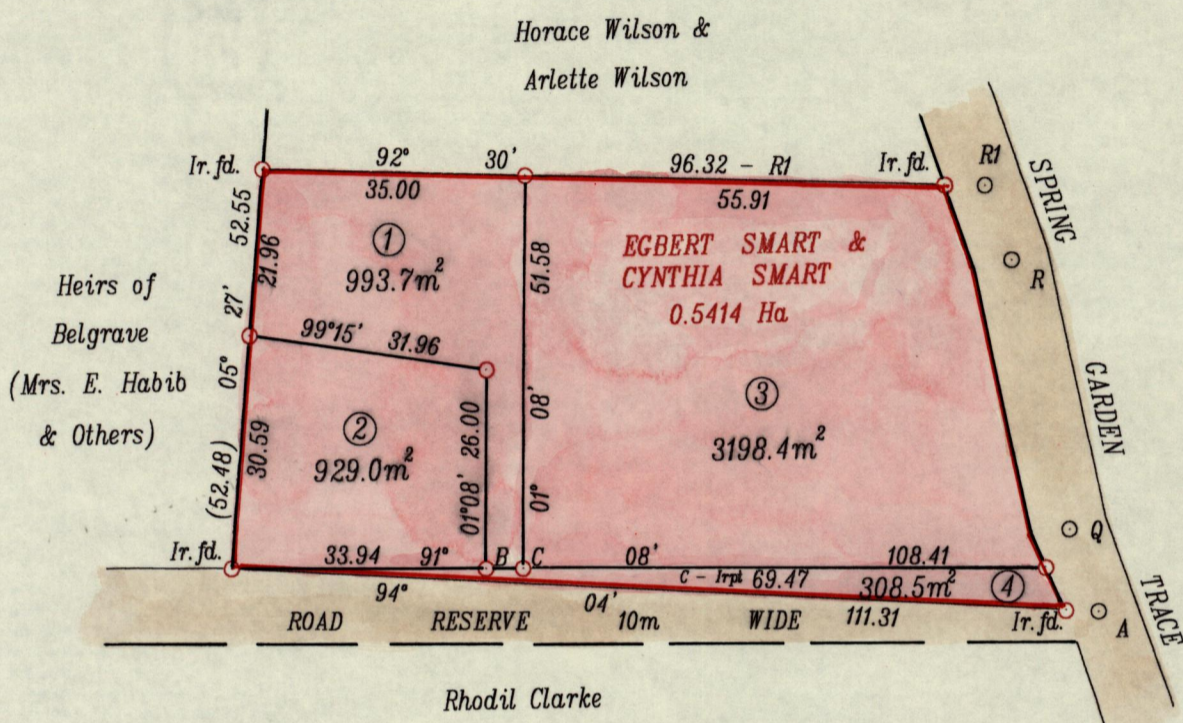 Horace Wilson &
Arlette Wilson
Ir. fd.
92°
30'
96.32 - R1
Ir. fd.
R1
35.00
55.91
SPRING
52.55
21.96
①
993.7m²
51.58
EGBERT SMART &
CYNTHIA SMART
0.5414 Ha
R
Heirs of
Belgrave
(Mrs. E. Habib
& Others)
27'
99°15'
31.96
05°
08'
③
3198.4m²
GARDEN
②
929.0m²
(52.48)
30.59
01°08'
26.00
01°
Q
Ir. fd.
33.94
91°
B
C
08'
108.41
C - Irpt 69.47
308.5m²
④
94°
04'
ROAD RESERVE 10m WIDE
111.31
Ir. fd.
A
TRACE
Rhodil Clarke